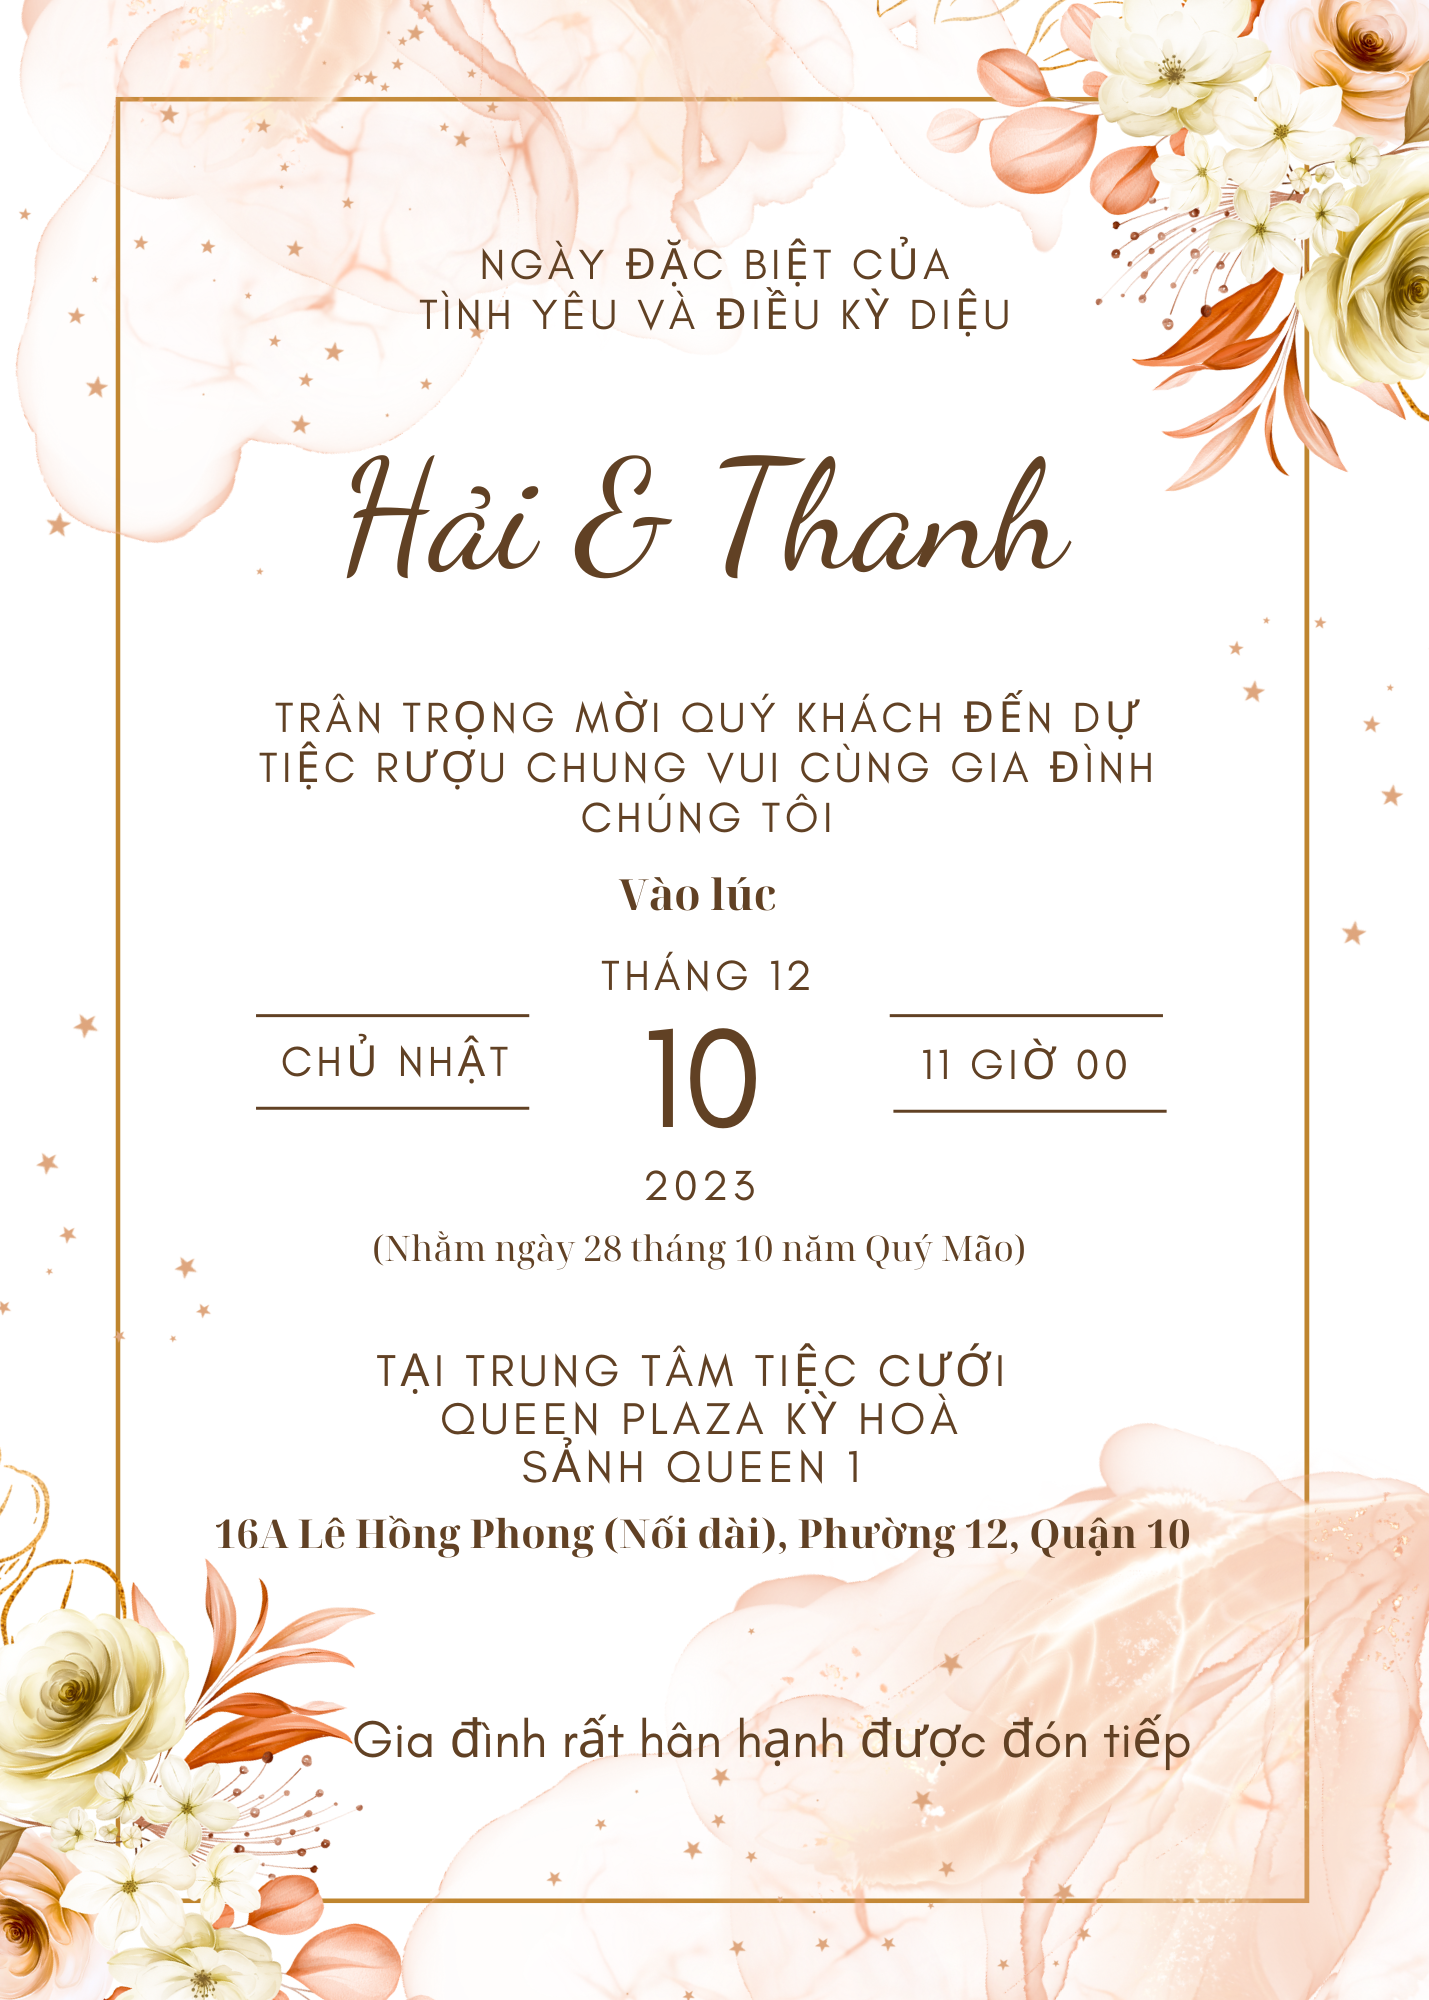 NGÀY ĐẶC BIỆT CỦA
TÌNH YÊU VÀ ĐIỀU KỲ DIỆU
Hải & Thanh
TRÂN TRỌNG MỜI QUÝ KHÁCH ĐẾN DỰ
TIỆC RƯỢU CHUNG VUI CÙNG GIA ĐÌNH
CHÚNG TÔI
Vào lúc
THÁNG 12
CHỦ NHẬT
10
11 GIỜ 00
2023
(Nhằm ngày 28 tháng 10 năm Quý Mão)
TẠI TRUNG TÂM TIỆC CƯỚI
QUEEN PLAZA KỲ HOÀ
SẢNH QUEEN 1
16A Lê Hồng Phong (Nối dài), Phường 12, Quận 10
Gia đình rất hân hạnh được đón tiếp